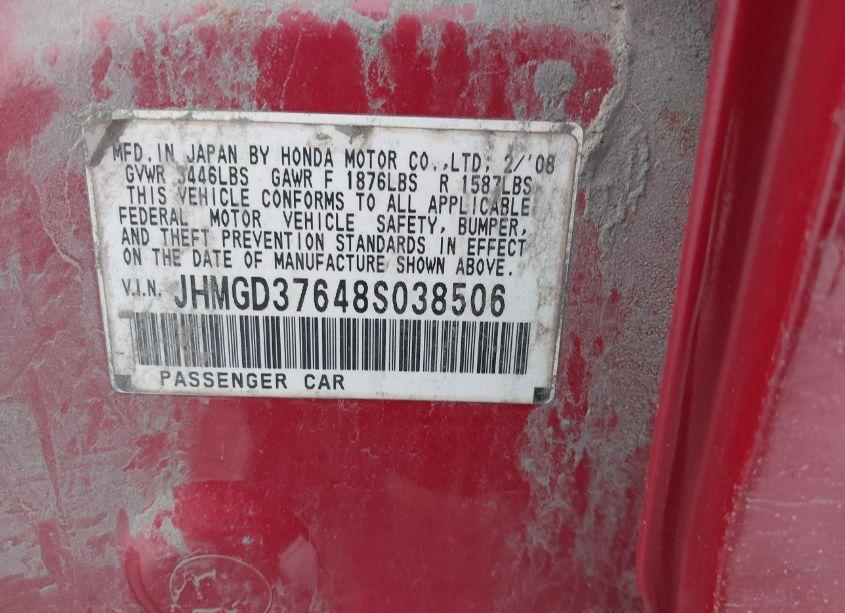 MFD. IN JAPAN BY HONDA MOTOR CO., LTD; 2/'08
GVWR 3446LBS GAWR F 1876LBS R 1587LBS
THIS VEHICLE CONFORMS TO ALL APPLICABLE
FEDERAL MOTOR VEHICLE SAFETY, BUMPER,
AND THEFT PREVENTION STANDARDS IN EFFECT
ON THE DATE OF MANUFACTURE SHOWN ABOVE.
V.I.N. JHMGD37648S038506
PASSENGER CAR